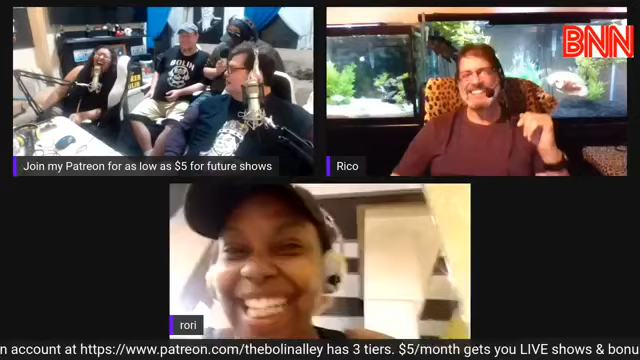 BNN
BOLIN
Join my Patreon for as low as $5 for future shows
Rico
rori
n account at https://www.patreon.com/thebolinalley has 3 tiers. $5/month gets you LIVE shows & bonu